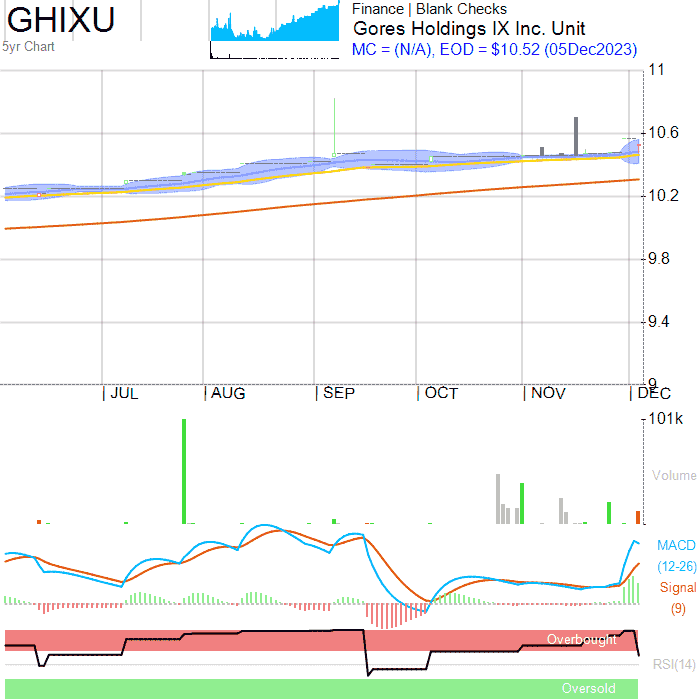 GHIXU
5yr Chart
Finance | Blank Checks
Gores Holdings IX Inc. Unit
MC = (N/A), EOD = $10.52 (05Dec2023)
11
10.6
10.2
9.8
9.4
9
JUL AUG SEP OCT NOV DEC
101k
Volume
MACD
(12-26)
Signal
(9)
Overbought
RSI(14)
Oversold